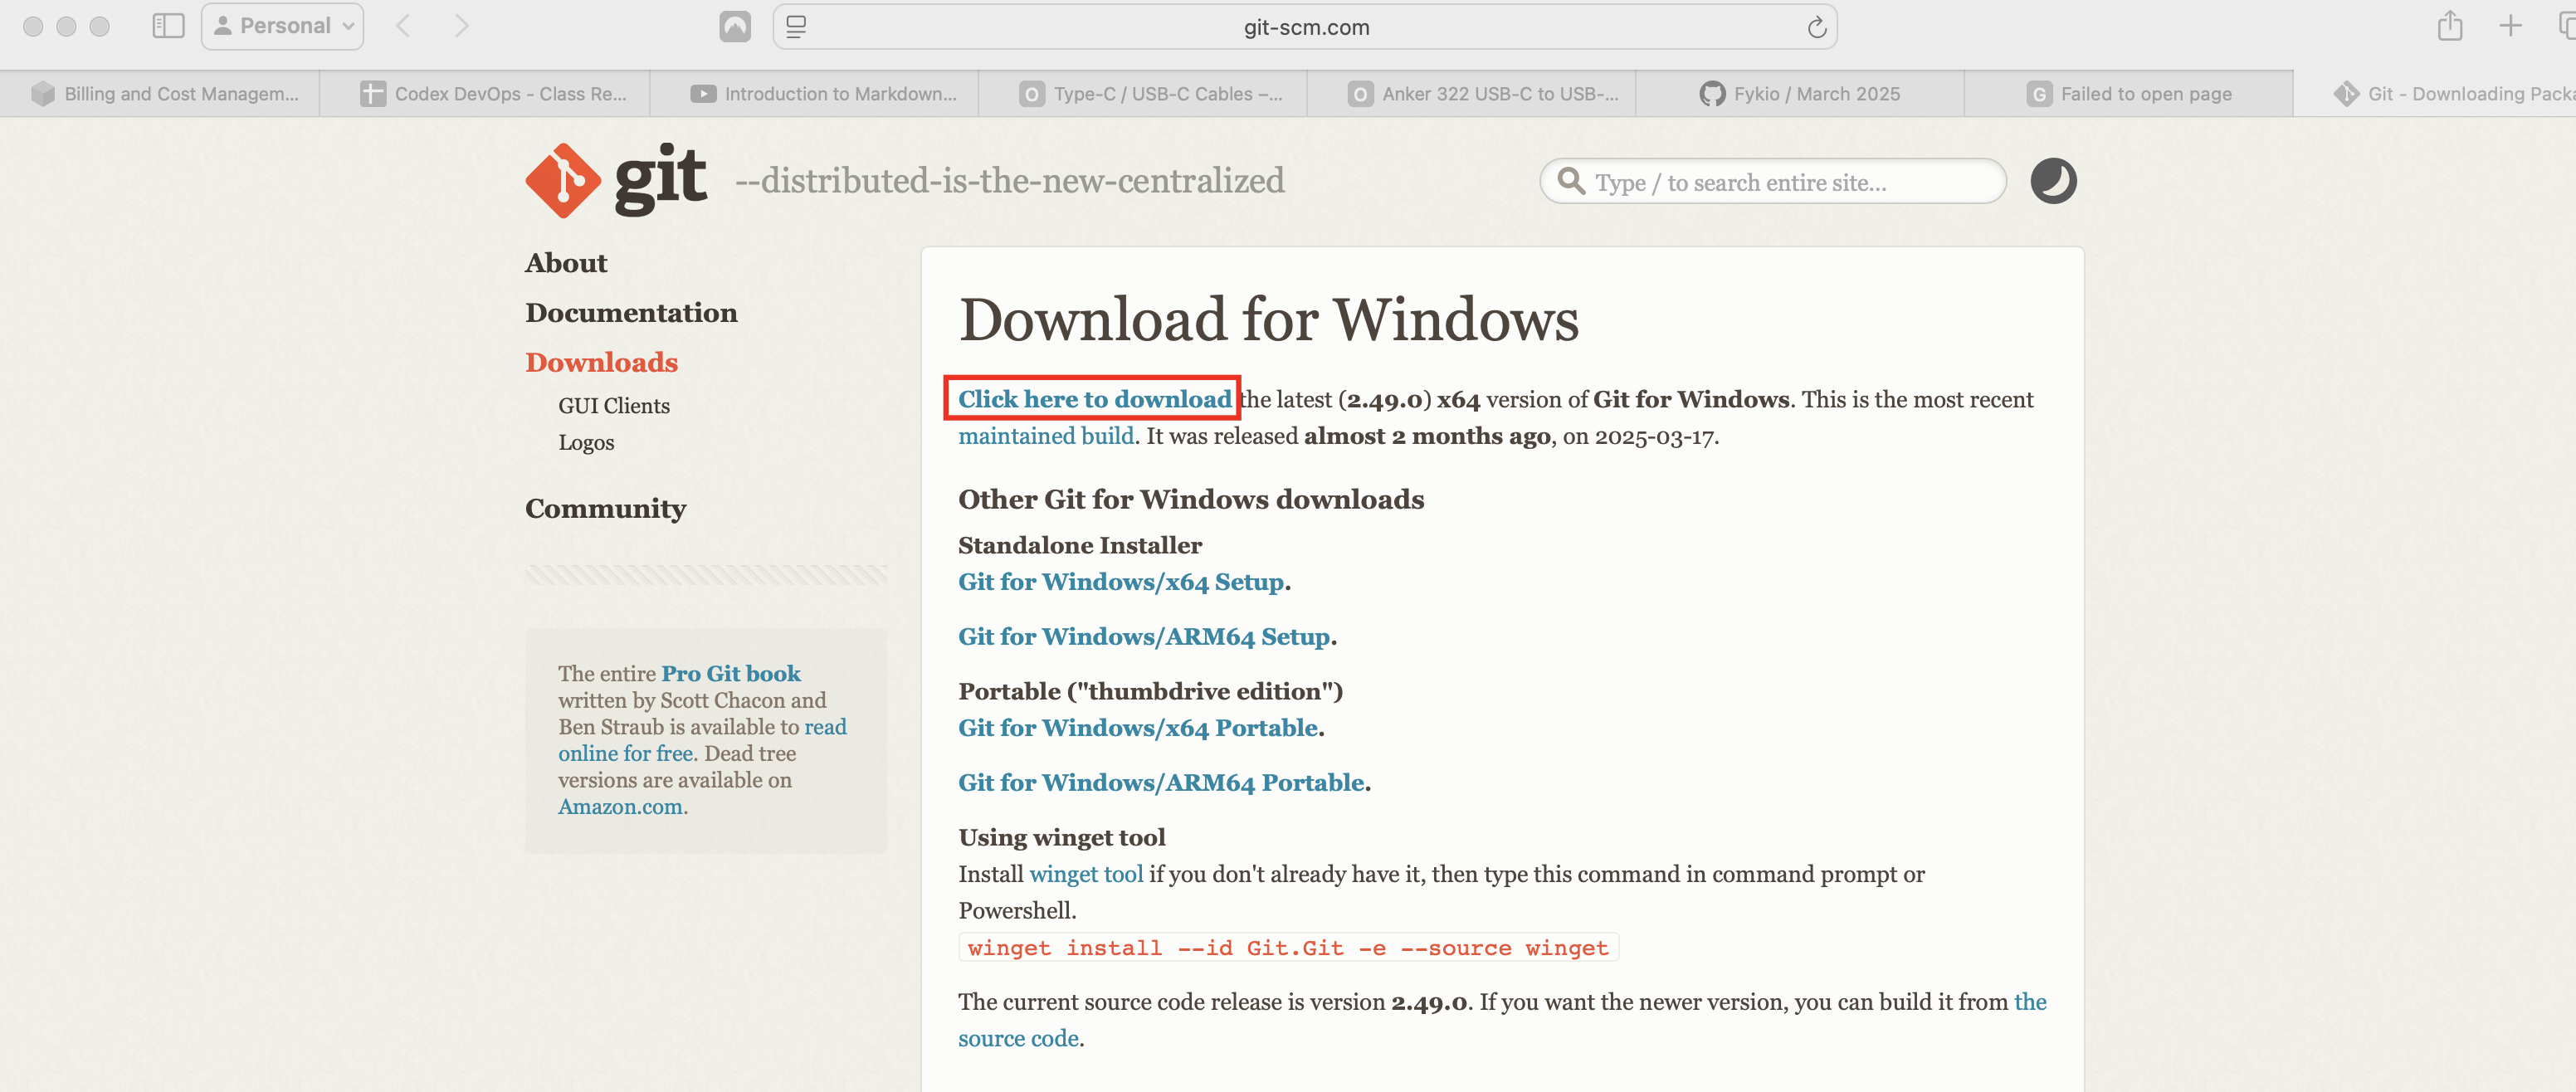 Personal
git-scm.com
Billing and Cost Managem...
Codex DevOps - Class Re...
Introduction to Markdown...
Type-C / USB-C Cables –...
Anker 322 USB-C to USB-...
Fykio / March 2025
Failed to open page
Git - Downloading Packa
git
--distributed-is-the-new-centralized
Type / to search entire site...
About
Documentation
Downloads
GUI Clients
Logos
Community
The entire Pro Git book
written by Scott Chacon and
Ben Straub is available to read
online for free. Dead tree
versions are available on
Amazon.com.
Download for Windows
Click here to download the latest (2.49.0) x64 version of Git for Windows. This is the most recent
maintained build. It was released almost 2 months ago, on 2025-03-17.
Other Git for Windows downloads
Standalone Installer
Git for Windows/x64 Setup.
Git for Windows/ARM64 Setup.
Portable ("thumbdrive edition")
Git for Windows/x64 Portable.
Git for Windows/ARM64 Portable.
Using winget tool
Install winget tool if you don't already have it, then type this command in command prompt or
Powershell.
winget install --id Git.Git -e --source winget
The current source code release is version 2.49.0. If you want the newer version, you can build it from the
source code.